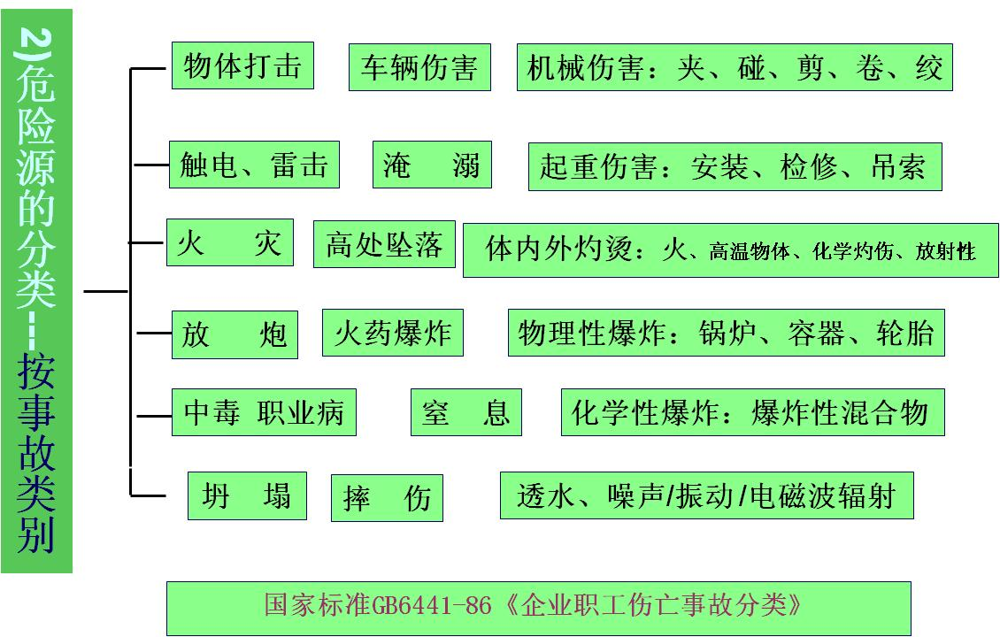 2)危险源的分类---按事故类别
物体打击 车辆伤害 机械伤害：夹、碰、剪、卷、绞
触电、雷击 淹 溺 起重伤害：安装、检修、吊索
火 灾 高处坠落 体内外灼烫：火、高温物体、化学灼伤、放射性
放 炮 火药爆炸 物理性爆炸：锅炉、容器、轮胎
中毒 职业病 窒 息 化学性爆炸：爆炸性混合物
坍 塌 摔 伤 透水、噪声/振动/电磁波辐射
国家标准GB6441-86《企业职工伤亡事故分类》